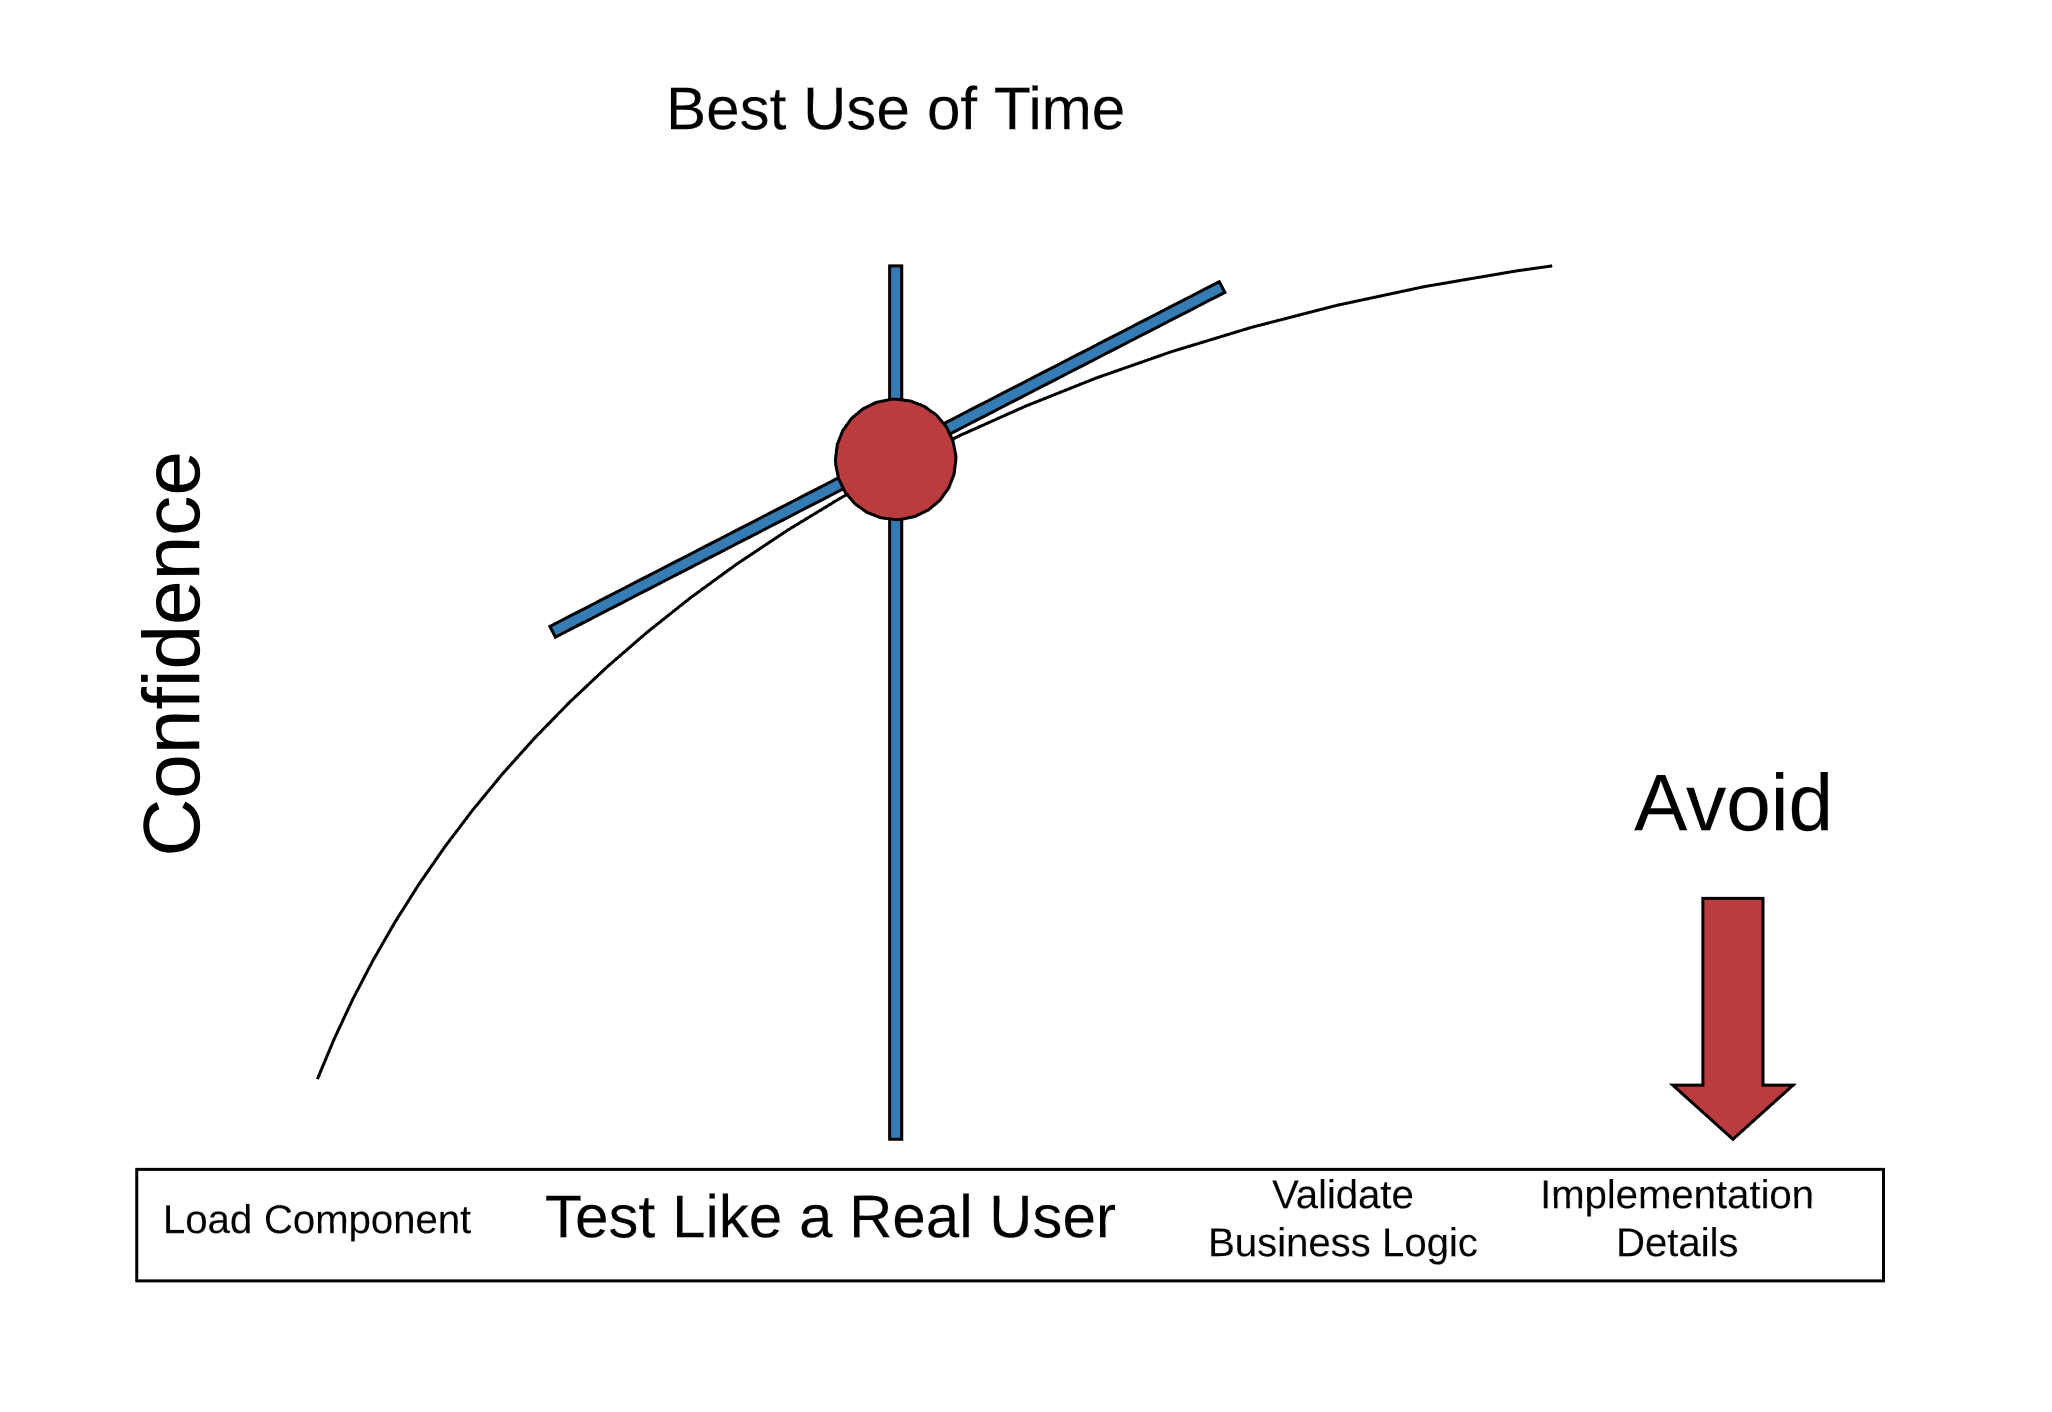 Best Use of Time
Confidence
Avoid
Load Component
Test Like a Real User
Validate
Business Logic
Implementation
Details